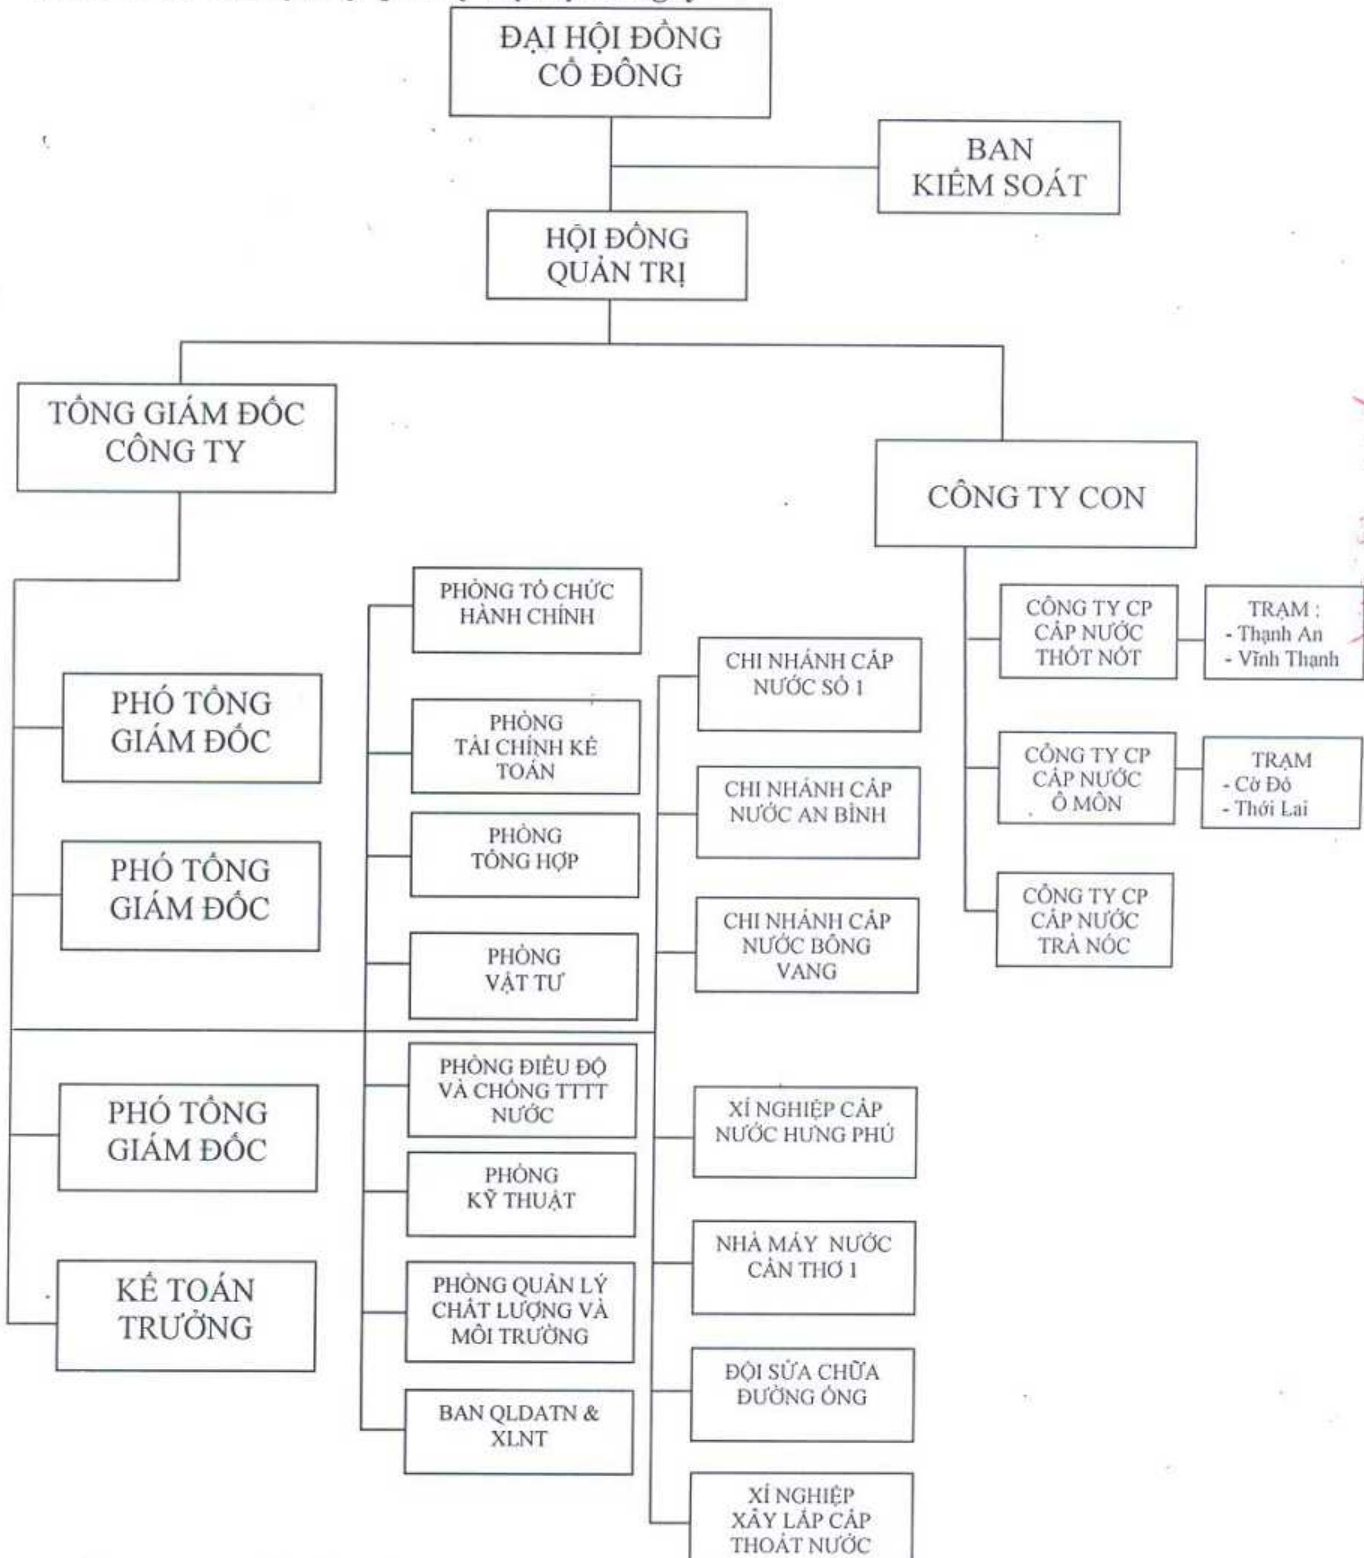 ĐẠI HỘI ĐỒNG
CỔ ĐÔNG
BAN
KIỂM SOÁT
HỘI ĐỒNG
QUẢN TRỊ
TỔNG GIÁM ĐỐC
CÔNG TY
CÔNG TY CON
PHÓ TỔNG
GIÁM ĐỐC
PHÓ TỔNG
GIÁM ĐỐC
PHÓ TỔNG
GIÁM ĐỐC
KẾ TOÁN
TRƯỞNG
PHÒNG TỔ CHỨC
HÀNH CHÍNH
PHÒNG
TÀI CHÍNH KẾ
TOÁN
PHÒNG
TỔNG HỢP
PHÒNG
VẬT TƯ
PHÒNG ĐIỀU ĐỘ
VÀ CHỐNG TTTT
NƯỚC
PHÒNG
KỸ THUẬT
PHÒNG QUẢN LÝ
CHẤT LƯỢNG VÀ
MÔI TRƯỜNG
BAN QLDATN &
XLNT
CHI NHÁNH CẤP
NƯỚC SỐ 1
CHI NHÁNH CẤP
NƯỚC AN BÌNH
CHI NHÁNH CẤP
NƯỚC BÔNG
VANG
XÍ NGHIỆP CẤP
NƯỚC HƯNG PHÚ
NHÀ MÁY NƯỚC
CẦN THƠ 1
ĐỘI SỬA CHỮA
ĐƯỜNG ỐNG
XÍ NGHIỆP
XÂY LẮP CẤP
THOÁT NƯỚC
CÔNG TY CP
CẤP NƯỚC
THỐT NỐT
TRẠM :
- Thạnh An
- Vĩnh Thạnh
CÔNG TY CP
CẤP NƯỚC
Ô MÔN
TRẠM
- Cờ Đỏ
- Thới Lai
CÔNG TY CP
CẤP NƯỚC
TRÀ NÓC